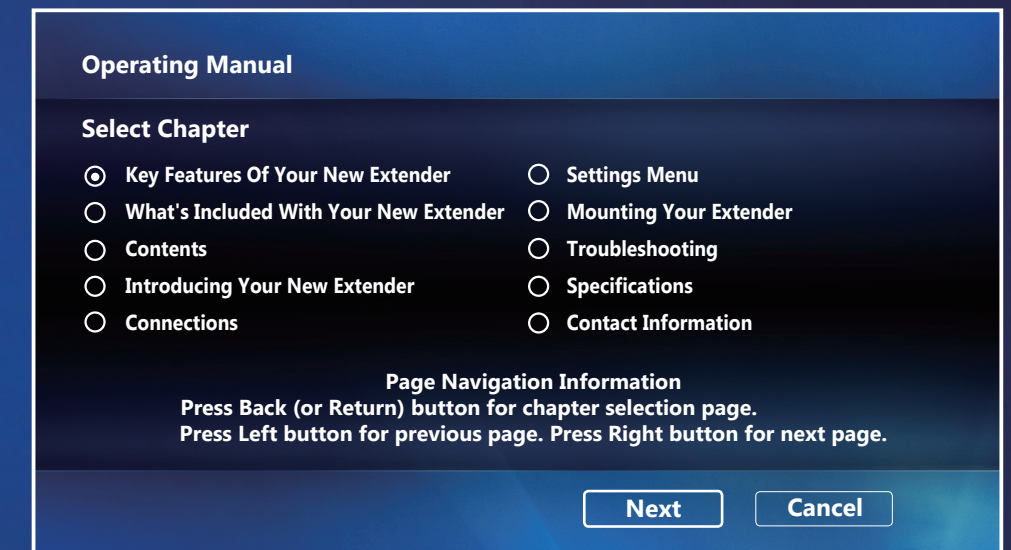 Operating Manual
Select Chapter
Key Features Of Your New Extender
What's Included With Your New Extender
Contents
Introducing Your New Extender
Connections
Settings Menu
Mounting Your Extender
Troubleshooting
Specifications
Contact Information
Page Navigation Information
Press Back (or Return) button for chapter selection page.
Press Left button for previous page. Press Right button for next page.
Next
Cancel